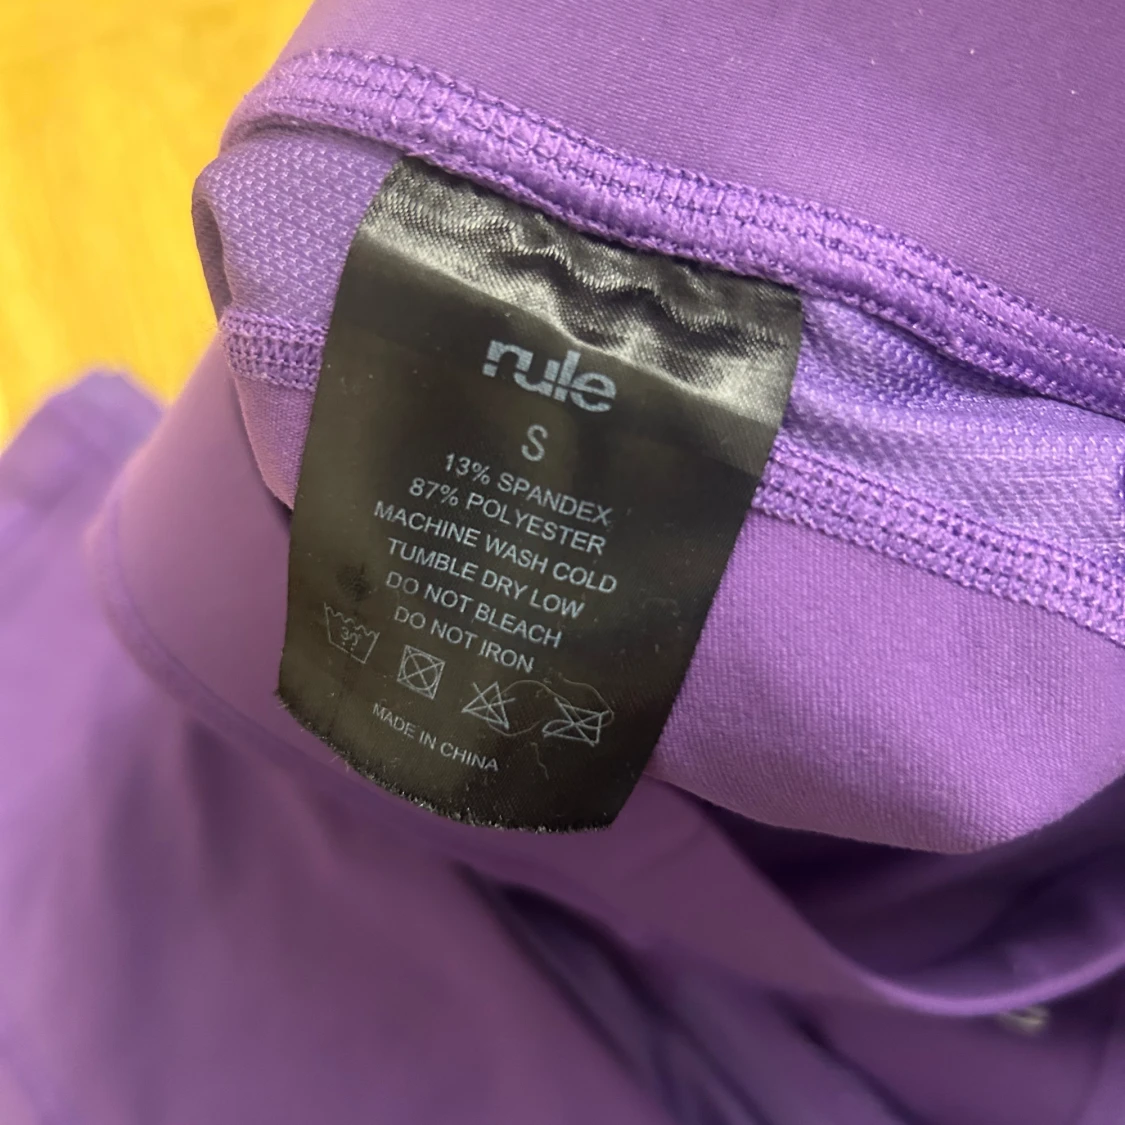 rule
S
13% SPANDEX
87% POLYESTER
MACHINE WASH COLD
TUMBLE DRY LOW
DO NOT BLEACH
DO NOT IRON
30
MADE IN CHINA